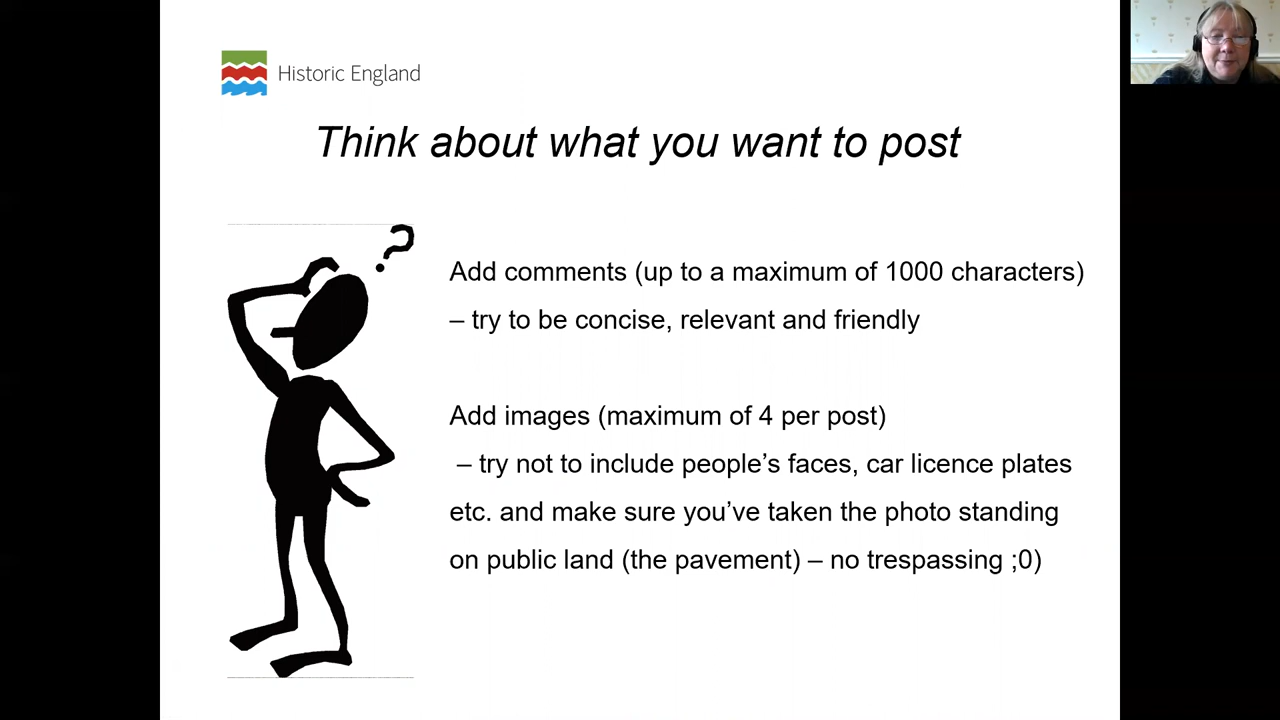 Historic England
Think about what you want to post
?
Add comments (up to a maximum of 1000 characters)
– try to be concise, relevant and friendly
Add images (maximum of 4 per post)
– try not to include people’s faces, car licence plates
etc. and make sure you’ve taken the photo standing
on public land (the pavement) – no trespassing ;0)